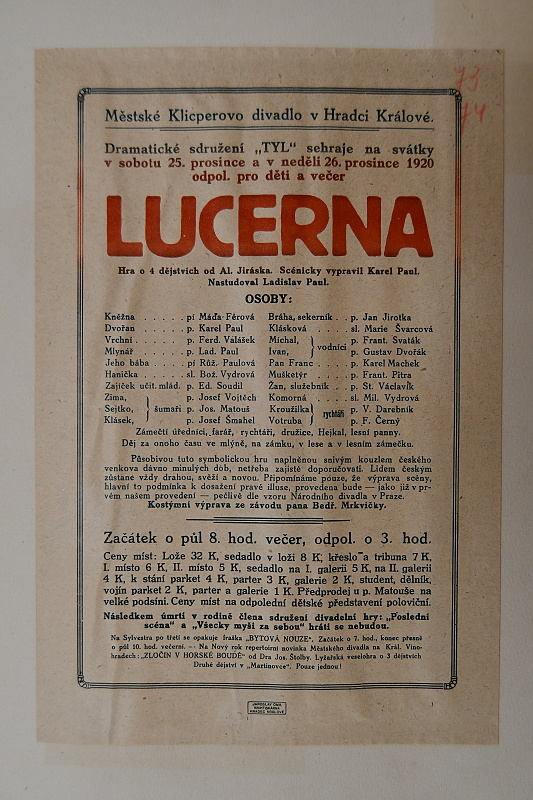 73
74
Městské Klicperovo divadlo v Hradci Králové.
Dramatické sdružení „TYL“ sehraje na svátky
v sobotu 25. prosince a v neděli 26. prosince 1920
odpol. pro děti a večer
LUCERNA
Hra o 4 dějstvích od Al. Jiráska. Scénicky vypravil Karel Paul.
Nastudoval Ladislav Paul.
OSOBY:
Kněžna . . . . . pí Máďa-Férová
Dvořan . . . . . p. Karel Paul
Vrchní . . . . . p. Ferd. Valášek
Mlynář . . . . . p. Lad. Paul
Jeho bába . . . . pí Růž. Paulová
Hanička . . . . sl. Bož. Vydrová
Zajíček učit. mlád. p. Ed. Soudil
Zima, p. Josef Vojtěch
Sejtko, šumaři p. Jos. Matouš
Klásek, p. Josef Šmahel
Bráha, sekerník . . p. Jan Jirotka
Klásková . . . . sl. Marie Švarcová
Michal, vodníci p. Frant. Svaták
Ivan, p. Gustav Dvořák
Pan Franc . . . . p. Karel Machek
Mušketýr . . . . p. Frant. Pitra
Žan, služebník . . p. St. Václavík
Komorná . . . . sl. Mil. Vydrová
Kroužilka rychtáři p. V. Darebník
Votruba p. F. Černý
Zámečtí úředníci, farář, rychtáři, družice, Hejkal, lesní panny.
Děj za onoho času ve mlýně, na zámku, v lese a v lesním zámečku.
Působivou tuto symbolickou hru naplněnou snivým kouzlem českého
venkova dávno minulých dob, netřeba zajisté doporučovati. Lidem českým
zůstane vždy drahou, svěží a novou. Připomínáme pouze, že výprava scény,
hlavní to podmínka k dosažení pravé illuse, provedena bude — jako již v pr-
vém našem provedení — pečlivě dle vzoru Národního divadla v Praze.
Kostýmní výprava ze závodu pana Bedř. Mrkvičky.
Začátek o půl 8. hod. večer, odpol. o 3. hod.
Ceny míst: Lože 32 K, sedadlo v loži 8 K, křeslo a tribuna 7 K,
I. místo 6 K, II. místo 5 K, sedadlo na I. galerii 5 K, na II. galerii
4 K, k stání parket 4 K, parter 3 K, galerie 2 K, student, dělník,
vojín parket 2 K, parter a galerie 1 K. Předprodej u p. Matouše na
velké podsíni. Ceny míst na odpolední dětské představení poloviční.
Následkem úmrtí v rodině člena sdružení divadelní hry: „Poslední
scéna“ a „Všecky myši za sebou“ hráti se nebudou.
Na Sylvestra po třetí se opakuje fraška „BYTOVÁ NOUZE“. Začátek o 7. hod., konec přesně
o půl 10. hod. večerní. — Na Nový rok repertoirní novinka Městského divadla na Král. Vino-
hradech: „ZLOČIN V HORSKÉ BOUDĚ“ od Dra Jos. Štolby. Lyžařská veselohra o 3 dějstvích
Druhé dějství v „Martinovce“. Pouze jednou!
KNIHTISKÁRNA
HRADEC KRÁLOVÉ